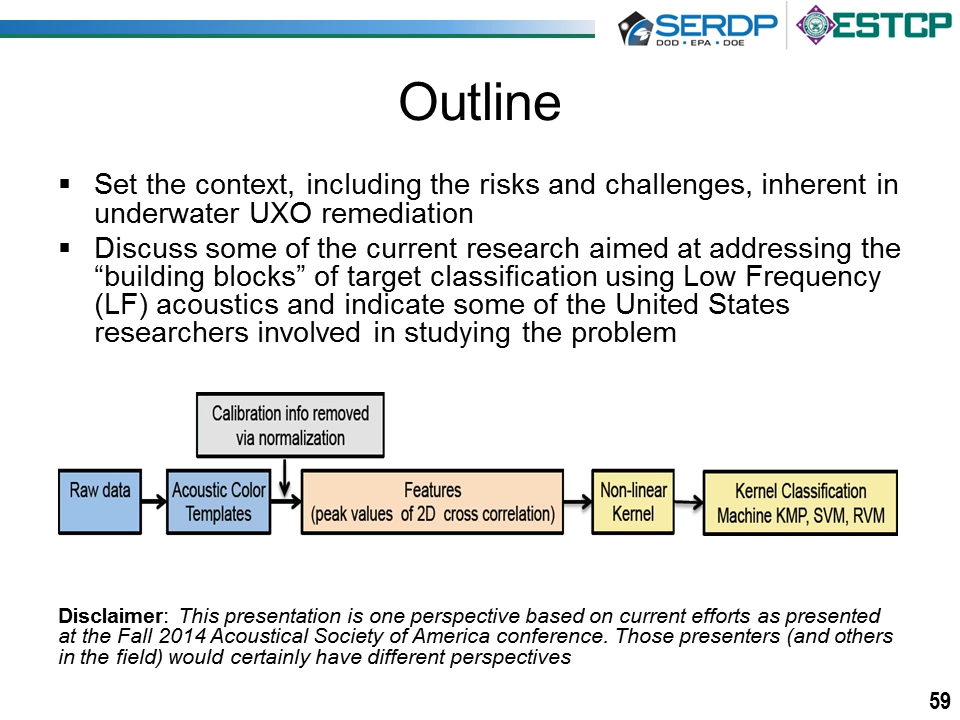 SERDP
DOD • EPA • DOE
ESTCP
Outline
▪ Set the context, including the risks and challenges, inherent in
underwater UXO remediation
▪ Discuss some of the current research aimed at addressing the
“building blocks” of target classification using Low Frequency
(LF) acoustics and indicate some of the United States
researchers involved in studying the problem
Calibration info removed
via normalization
Raw data
Acoustic Color
Templates
Features
(peak values of 2D cross correlation)
Non-linear
Kernel
Kernel Classification
Machine KMP, SVM, RVM
Disclaimer: This presentation is one perspective based on current efforts as presented
at the Fall 2014 Acoustical Society of America conference. Those presenters (and others
in the field) would certainly have different perspectives
59